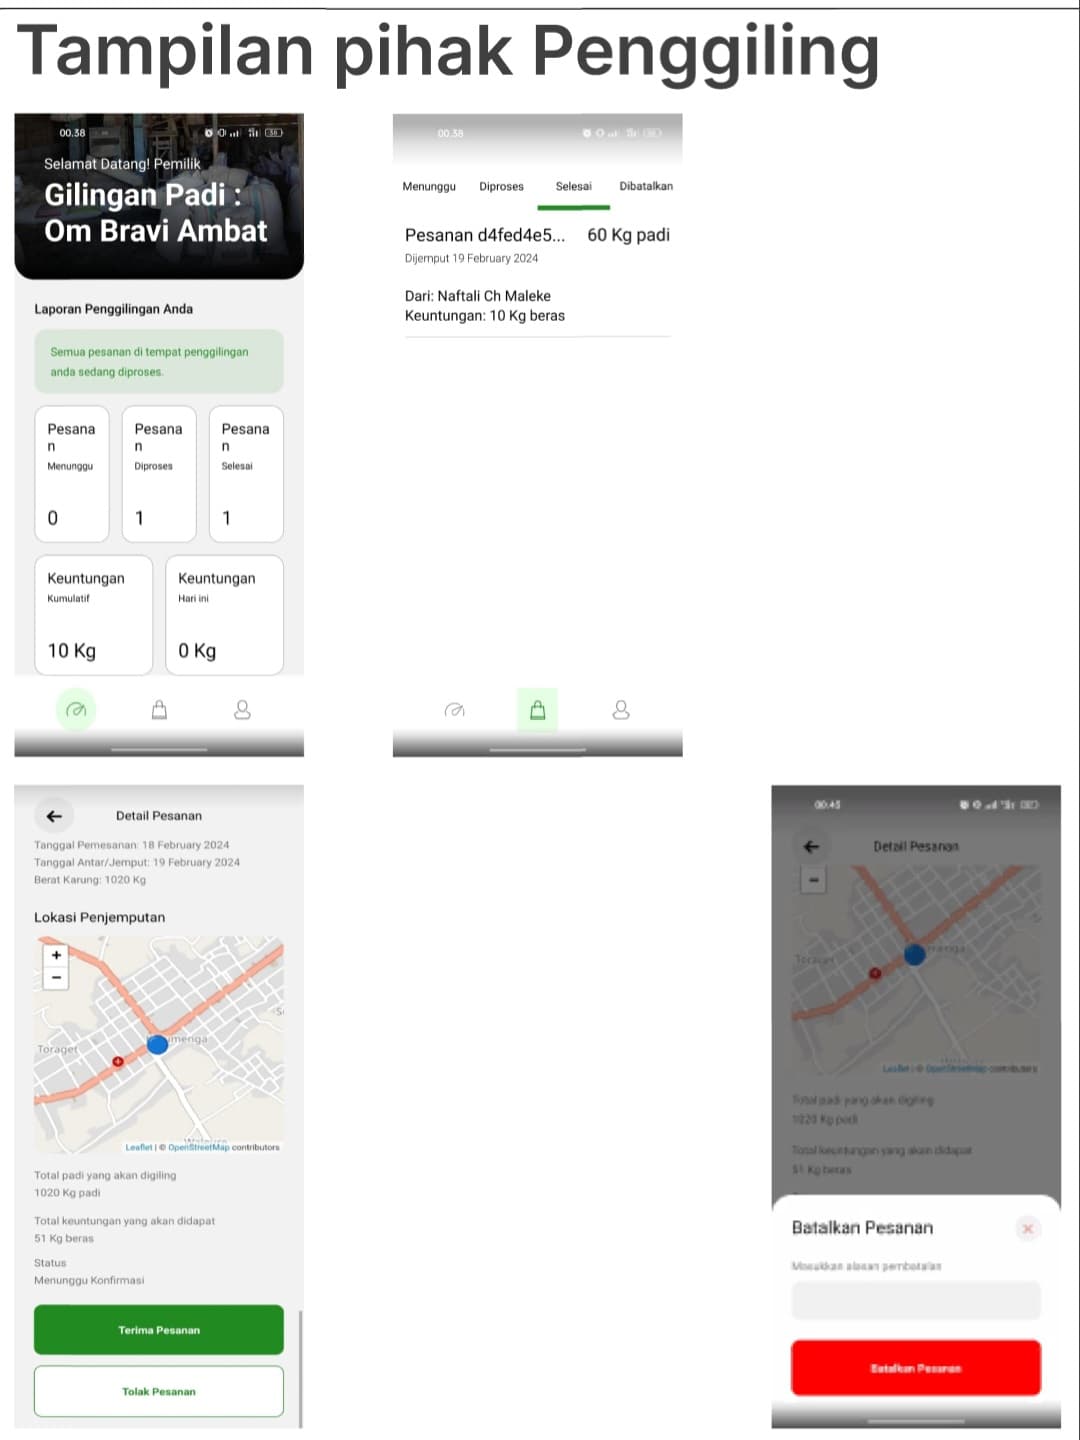 Tampilan pihak Penggiling
00.38
Selamat Datang! Pemilik
Gilingan Padi :
Om Bravi Ambat
Laporan Penggilingan Anda
Semua pesanan di tempat penggilingan
anda sedang diproses.
Pesana
n
Menunggu
0
Pesana
n
Diproses
1
Pesana
n
Selesai
1
Keuntungan
Kumulatif
10 Kg
Keuntungan
Hari ini
0 Kg
00.38
Menunggu Diproses Selesai Dibatalkan
Pesanan d4fed4e5... 60 Kg padi
Dijemput 19 February 2024
Dari: Naftali Ch Maleke
Keuntungan: 10 Kg beras
Detail Pesanan
Tanggal Pemesanan: 18 February 2024
Tanggal Antar/Jemput: 19 February 2024
Berat Karung: 1020 Kg
Lokasi Penjemputan
+
−
Toraget
imenga
Leaflet | © OpenStreetMap contributors
Total padi yang akan digiling
1020 Kg padi
Total keuntungan yang akan didapat
51 Kg beras
Status
Menunggu Konfirmasi
Terima Pesanan
Tolak Pesanan
00.45
Detail Pesanan
−
Toraget
Leaflet | © OpenStreetMap contributors
Total padi yang akan digiling
1020 Kg padi
Total keuntungan yang akan didapat
51 Kg beras
Batalkan Pesanan
Masukkan alasan pembatalan
Batalkan Pesanan